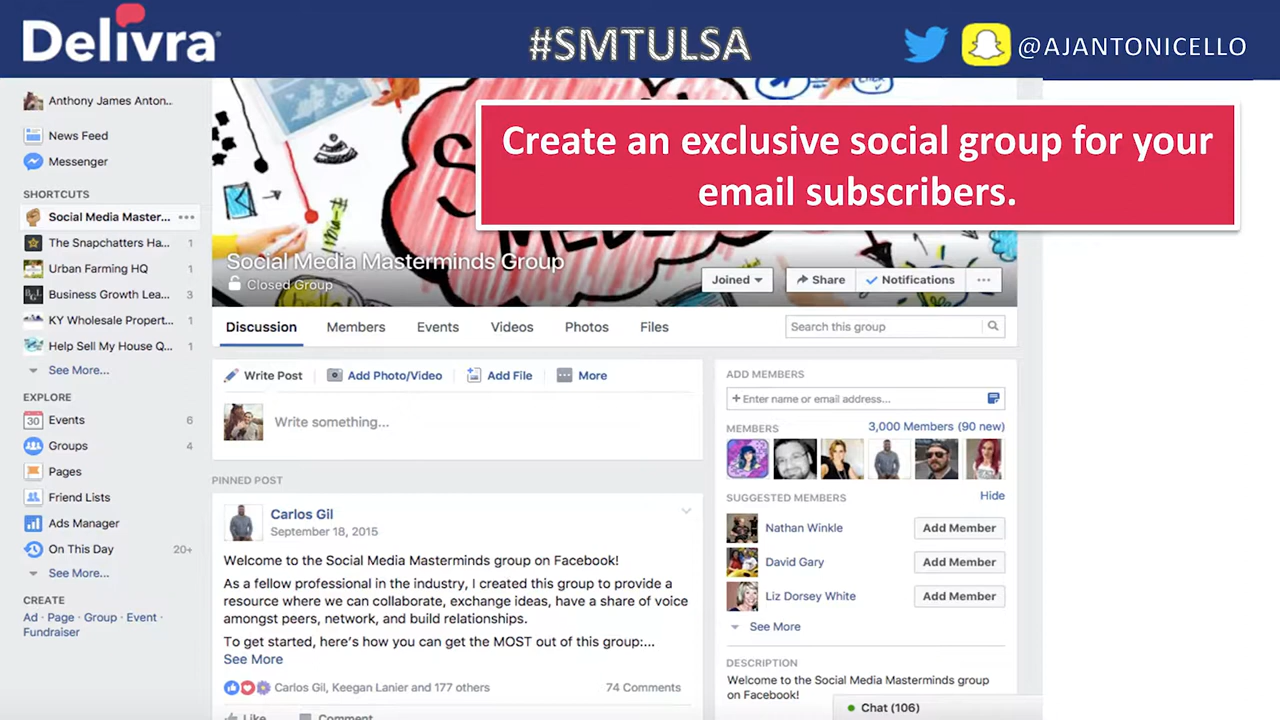 Delivra
#SMTULSA
@AJANTONICELLO
Create an exclusive social group for your
email subscribers.
Anthony James Anton..
News Feed
Messenger
SHORTCUTS
Social Media Master...
The Snapchatters Ha... 1
Urban Farming HQ 1
Business Growth Lea... 3
KY Wholesale Propert... 1
Help Sell My House Q... 1
See More...
EXPLORE
30 Events 6
Groups 4
Pages
Friend Lists
Ads Manager
On This Day 20+
See More...
CREATE
Ad · Page · Group · Event ·
Fundraiser
hello
Social Media Masterminds Group
Closed Group
Joined
Share
Notifications
Discussion
Members
Events
Videos
Photos
Files
Search this group
Write Post
Add Photo/Video
Add File
More
Write something...
PINNED POST
Carlos Gil
September 18, 2015
Welcome to the Social Media Masterminds group on Facebook!
As a fellow professional in the industry, I created this group to provide a
resource where we can collaborate, exchange ideas, have a share of voice
amongst peers, network, and build relationships.
To get started, here's how you can get the MOST out of this group:...
See More
Carlos Gil, Keegan Lanier and 177 others
74 Comments
Like
Comment
ADD MEMBERS
+ Enter name or email address...
MEMBERS
3,000 Members (90 new)
SUGGESTED MEMBERS
Hide
Nathan Winkle
Add Member
David Gary
Add Member
Liz Dorsey White
Add Member
See More
DESCRIPTION
Welcome to the Social Media Masterminds group
on Facebook!
Chat (106)